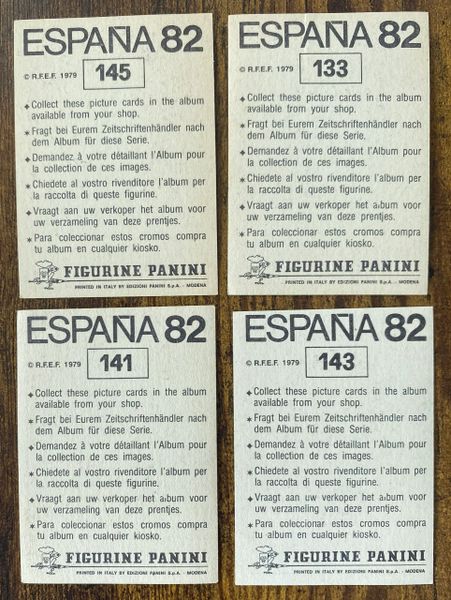 ESPAÑA 82
© R.F.E.F. 1979 145
✦Collect these picture cards in the album
available from your shop.
✶Fragt bei Eurem Zeitschriftenhändler nach
dem Album für diese Serie.
✦Demandez à votre détaillant l'Album pour
la collection de ces images.
✶Chiedete al vostro rivenditore l'album per
la raccolta di queste figurine.
✦Vraagt aan uw verkoper het album voor
uw verzameling van deze prentjes.
✶Para coleccionar estos cromos compra
tu album en cualquier kiosko.
FIGURINE PANINI
PRINTED IN ITALY BY EDIZIONI PANINI S.p.A. - MODENA
ESPAÑA 82
© R.F.E.F. 1979 133
✦Collect these picture cards in the album
available from your shop.
✶Fragt bei Eurem Zeitschriftenhändler nach
dem Album für diese Serie.
✦Demandez à votre détaillant l'Album pour
la collection de ces images.
✶Chiedete al vostro rivenditore l'album per
la raccolta di queste figurine.
✦Vraagt aan uw verkoper het album voor
uw verzameling van deze prentjes.
✶Para coleccionar estos cromos compra
tu album en cualquier kiosko.
FIGURINE PANINI
PRINTED IN ITALY BY EDIZIONI PANINI S.p.A. - MODENA
ESPAÑA 82
© R.F.E.F. 1979 141
✦Collect these picture cards in the album
available from your shop.
✶Fragt bei Eurem Zeitschriftenhändler nach
dem Album für diese Serie.
✦Demandez à votre détaillant l'Album pour
la collection de ces images.
✶Chiedete al vostro rivenditore l'album per
la raccolta di queste figurine.
✦Vraagt aan uw verkoper het album voor
uw verzameling van deze prentjes.
✶Para coleccionar estos cromos compra
tu album en cualquier kiosko.
FIGURINE PANINI
PRINTED IN ITALY BY EDIZIONI PANINI S.p.A. - MODENA
ESPAÑA 82
© R.F.E.F. 1979 143
✦Collect these picture cards in the album
available from your shop.
✶Fragt bei Eurem Zeitschriftenhändler nach
dem Album für diese Serie.
✦Demandez à votre détaillant l'Album pour
la collection de ces images.
✶Chiedete al vostro rivenditore l'album per
la raccolta di queste figurine.
✦Vraagt aan uw verkoper het album voor
uw verzameling van deze prentjes.
✶Para coleccionar estos cromos compra
tu album en cualquier kiosko.
FIGURINE PANINI
PRINTED IN ITALY BY EDIZIONI PANINI S.p.A. - MODENA